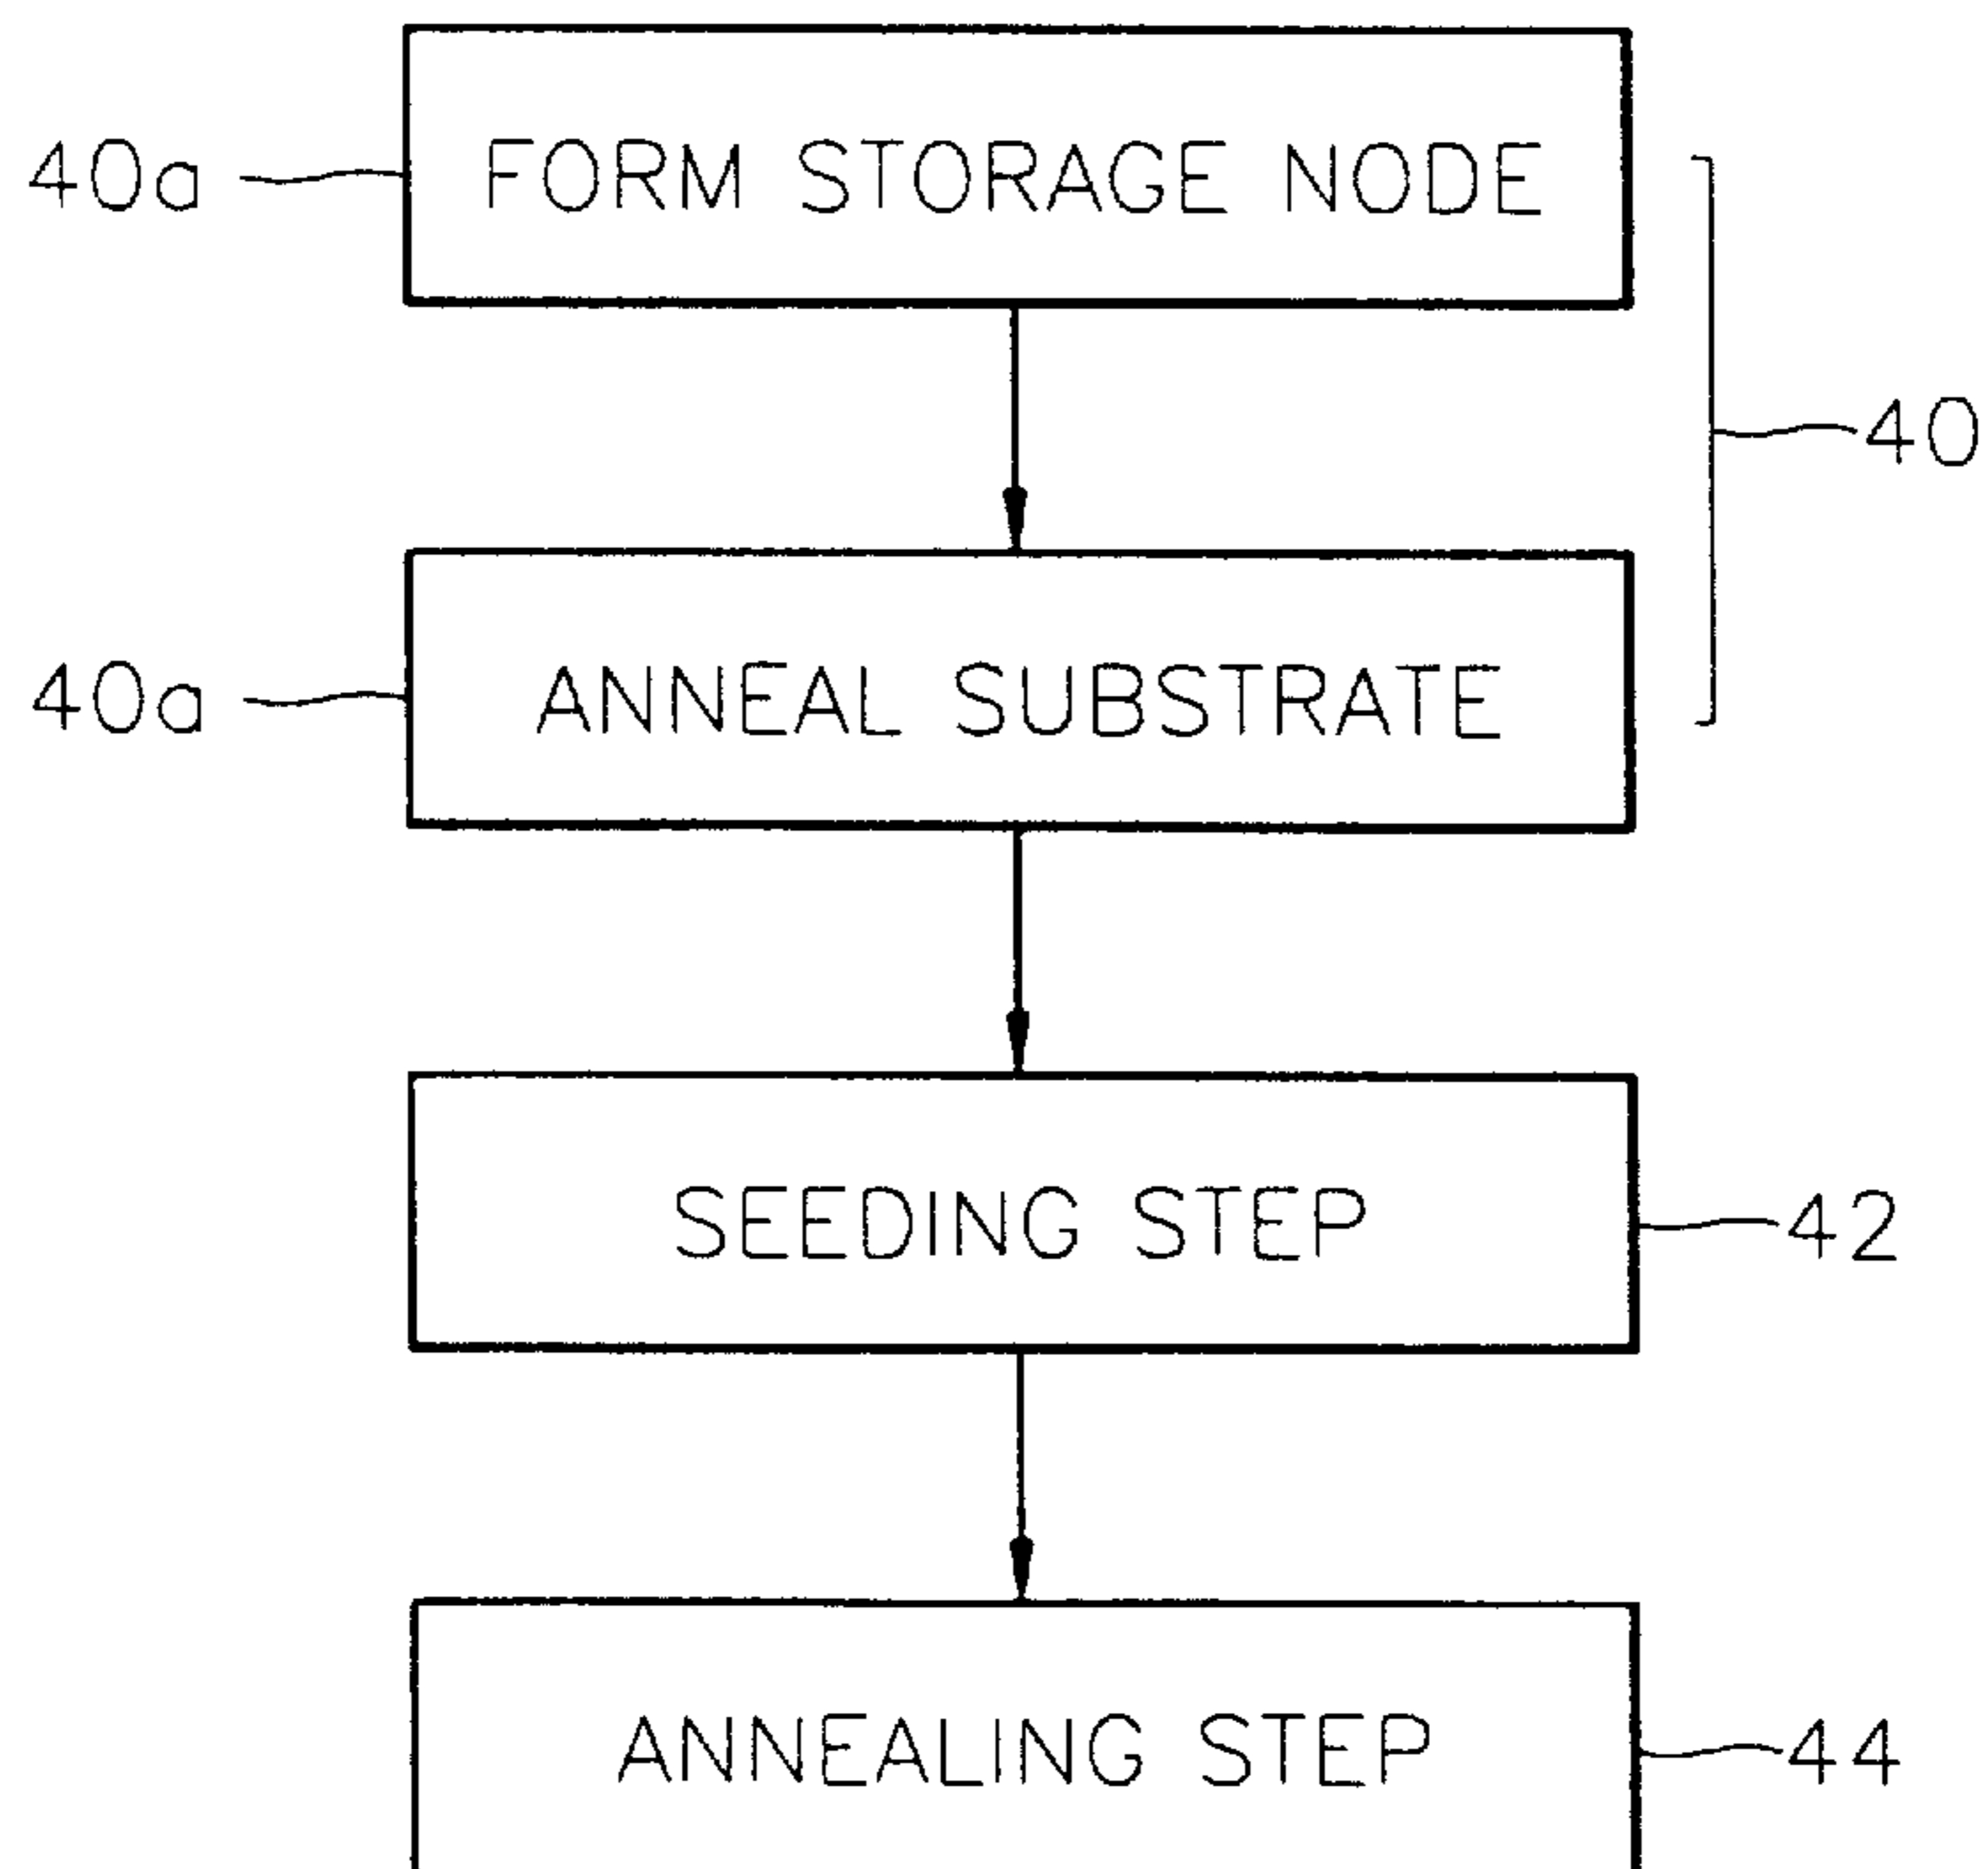 40a
FORM STORAGE NODE
40
40a
ANNEAL SUBSTRATE
SEEDING STEP
42
ANNEALING STEP
44